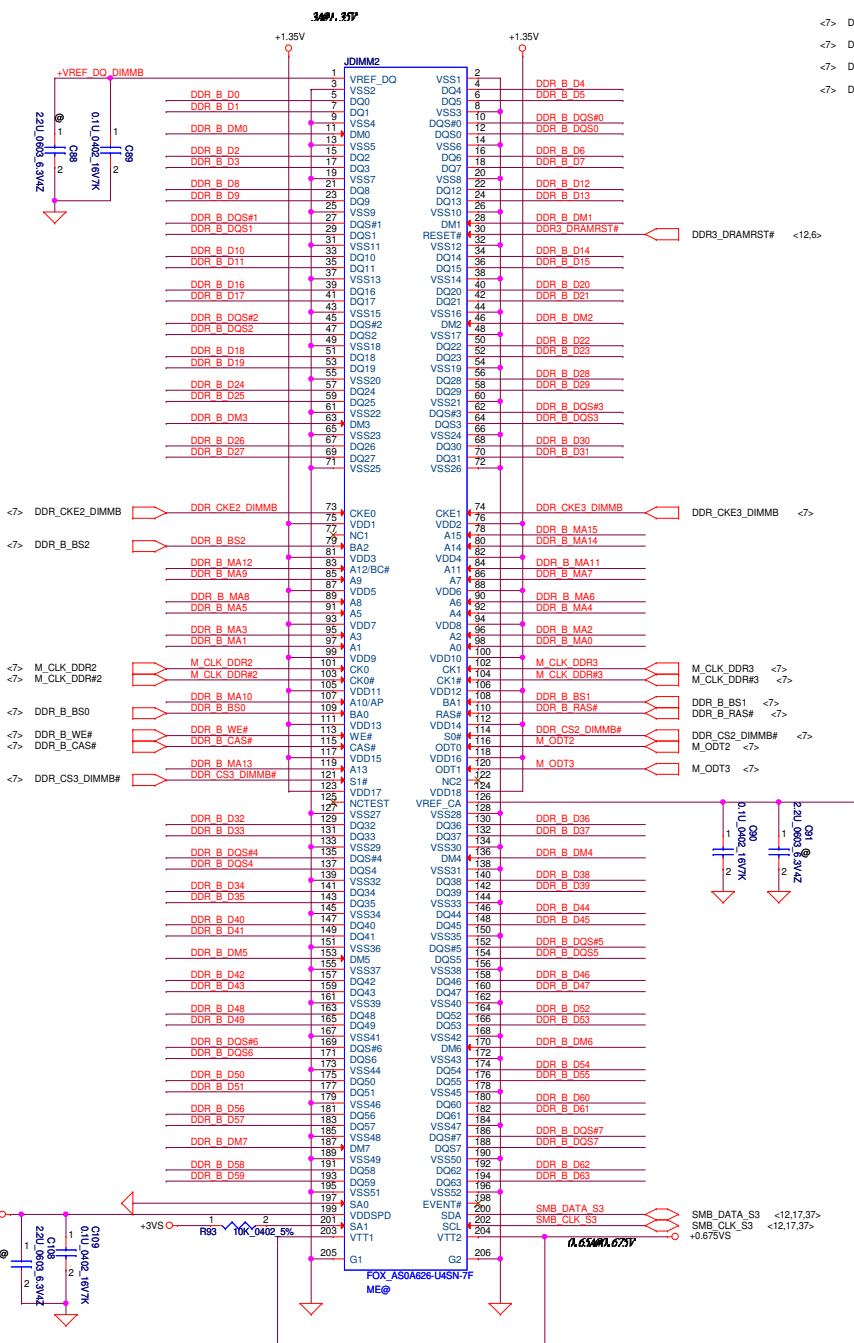 3A@1.35V
<7> D
+1.35V +1.35V
<7> D
<7> D
<7> D
JDIMM2
+VREF_DQ_DIMMB 1 VREF_DQ VSS1 2
3 VSS2 DQ4 4 DDR_B_D4
DDR_B_D0 5 DQ0 DQ5 6 DDR_B_D5
DDR_B_D1 7 DQ1 VSS3 8
9 VSS4 DQS#0 10 DDR_B_DQS#0
DDR_B_DM0 11 DM0 DQS0 12 DDR_B_DQS0
13 VSS5 VSS6 14
DDR_B_D2 15 DQ2 DQ6 16 DDR_B_D6
DDR_B_D3 17 DQ3 DQ7 18 DDR_B_D7
19 VSS7 VSS8 20
DDR_B_D8 21 DQ8 DQ12 22 DDR_B_D12
DDR_B_D9 23 DQ9 DQ13 24 DDR_B_D13
25 VSS9 VSS10 26
DDR_B_DQS#1 27 DQS#1 DM1 28 DDR_B_DM1
DDR_B_DQS1 29 DQS1 RESET# 30 DDR3_DRAMRST# DDR3_DRAMRST# <12,6>
31 VSS11 VSS12 32
DDR_B_D10 33 DQ10 DQ14 34 DDR_B_D14
DDR_B_D11 35 DQ11 DQ15 36 DDR_B_D15
37 VSS13 VSS14 38
DDR_B_D16 39 DQ16 DQ20 40 DDR_B_D20
DDR_B_D17 41 DQ17 DQ21 42 DDR_B_D21
43 VSS15 VSS16 44
DDR_B_DQS#2 45 DQS#2 DM2 46 DDR_B_DM2
DDR_B_DQS2 47 DQS2 VSS17 48
49 VSS18 DQ22 50 DDR_B_D22
DDR_B_D18 51 DQ18 DQ23 52 DDR_B_D23
DDR_B_D19 53 DQ19 VSS19 54
55 VSS20 DQ28 56 DDR_B_D28
DDR_B_D24 57 DQ24 DQ29 58 DDR_B_D29
DDR_B_D25 59 DQ25 VSS21 60
61 VSS22 DQS#3 62 DDR_B_DQS#3
DDR_B_DM3 63 DM3 DQS3 64 DDR_B_DQS3
65 VSS23 VSS24 66
DDR_B_D26 67 DQ26 DQ30 68 DDR_B_D30
DDR_B_D27 69 DQ27 DQ31 70 DDR_B_D31
71 VSS25 VSS26 72
<7> DDR_CKE2_DIMMB DDR_CKE2_DIMMB 73 CKE0 CKE1 74 DDR_CKE3_DIMMB DDR_CKE3_DIMMB <7>
75 VDD1 VDD2 76
77 NC1 A15 78 DDR_B_MA15
<7> DDR_B_BS2 DDR_B_BS2 79 BA2 A14 80 DDR_B_MA14
81 VDD3 VDD4 82
DDR_B_MA12 83 A12/BC# A11 84 DDR_B_MA11
DDR_B_MA9 85 A9 A7 86 DDR_B_MA7
87 VDD5 VDD6 88
DDR_B_MA8 89 A8 A6 90 DDR_B_MA6
DDR_B_MA5 91 A5 A4 92 DDR_B_MA4
93 VDD7 VDD8 94
DDR_B_MA3 95 A3 A2 96 DDR_B_MA2
DDR_B_MA1 97 A1 A0 98 DDR_B_MA0
99 VDD9 VDD10 100
<7> M_CLK_DDR2 M_CLK_DDR2 101 CK0 CK1 102 M_CLK_DDR3 M_CLK_DDR3 <7>
<7> M_CLK_DDR#2 M_CLK_DDR#2 103 CK0# CK1# 104 M_CLK_DDR#3 M_CLK_DDR#3 <7>
105 VDD11 VDD12 106
DDR_B_MA10 107 A10/AP BA1 108 DDR_B_BS1 DDR_B_BS1 <7>
<7> DDR_B_BS0 DDR_B_BS0 109 BA0 RAS# 110 DDR_B_RAS# DDR_B_RAS# <7>
111 VDD13 VDD14 112
<7> DDR_B_WE# DDR_B_WE# 113 WE# S0# 114 DDR_CS2_DIMMB# DDR_CS2_DIMMB# <7>
<7> DDR_B_CAS# DDR_B_CAS# 115 CAS# ODT0 116 M_ODT2 M_ODT2 <7>
117 VDD15 VDD16 118
DDR_B_MA13 119 A13 ODT1 120 M_ODT3 M_ODT3 <7>
<7> DDR_CS3_DIMMB# DDR_CS3_DIMMB# 121 S1# NC2 122
123 VDD17 VDD18 124
125 NCTEST VREF_CA 126
127 VSS27 VSS28 128
DDR_B_D32 129 DQ32 DQ36 130 DDR_B_D36
DDR_B_D33 131 DQ33 DQ37 132 DDR_B_D37
133 VSS29 VSS30 134
DDR_B_DQS#4 135 DQS#4 DM4 136 DDR_B_DM4
DDR_B_DQS4 137 DQS4 VSS31 138
139 VSS32 DQ38 140 DDR_B_D38
DDR_B_D34 141 DQ34 DQ39 142 DDR_B_D39
DDR_B_D35 143 DQ35 VSS33 144
145 VSS34 DQ44 146 DDR_B_D44
DDR_B_D40 147 DQ40 DQ45 148 DDR_B_D45
DDR_B_D41 149 DQ41 VSS35 150
151 VSS36 DQS#5 152 DDR_B_DQS#5
DDR_B_DM5 153 DM5 DQS5 154 DDR_B_DQS5
155 VSS37 VSS38 156
DDR_B_D42 157 DQ42 DQ46 158 DDR_B_D46
DDR_B_D43 159 DQ43 DQ47 160 DDR_B_D47
161 VSS39 VSS40 162
DDR_B_D48 163 DQ48 DQ52 164 DDR_B_D52
DDR_B_D49 165 DQ49 DQ53 166 DDR_B_D53
167 VSS41 VSS42 168
DDR_B_DQS#6 169 DQS#6 DM6 170 DDR_B_DM6
DDR_B_DQS6 171 DQS6 VSS43 172
173 VSS44 DQ54 174 DDR_B_D54
DDR_B_D50 175 DQ50 DQ55 176 DDR_B_D55
DDR_B_D51 177 DQ51 VSS45 178
179 VSS46 DQ60 180 DDR_B_D60
DDR_B_D56 181 DQ56 DQ61 182 DDR_B_D61
DDR_B_D57 183 DQ57 VSS47 184
185 VSS48 DQS#7 186 DDR_B_DQS#7
DDR_B_DM7 187 DM7 DQS7 188 DDR_B_DQS7
189 VSS49 VSS50 190
DDR_B_D58 191 DQ58 DQ62 192 DDR_B_D62
DDR_B_D59 193 DQ59 DQ63 194 DDR_B_D63
195 VSS51 VSS52 196
197 SA0 EVENT# 198
199 VDDSPD SDA 200 SMB_DATA_S3 SMB_DATA_S3 <12,17,37>
+3VS 1 2 201 SA1 SCL 202 SMB_CLK_S3 SMB_CLK_S3 <12,17,37>
R93 10K_0402_5% 203 VTT1 VTT2 204 +0.675VS
0.65A@0.675V
205 G1 G2 206
FOX_AS0A626-U4SN-7F
ME@
1 2 C88 @ 2.2U_0603_6.3V4Z
1 2 C89 0.1U_0402_16V7K
1 2 C90 0.1U_0402_16V7K
1 2 C91 @ 2.2U_0603_6.3V4Z
1 2 C108 @ 2.2U_0603_6.3V4Z
1 2 C109 0.1U_0402_16V7K